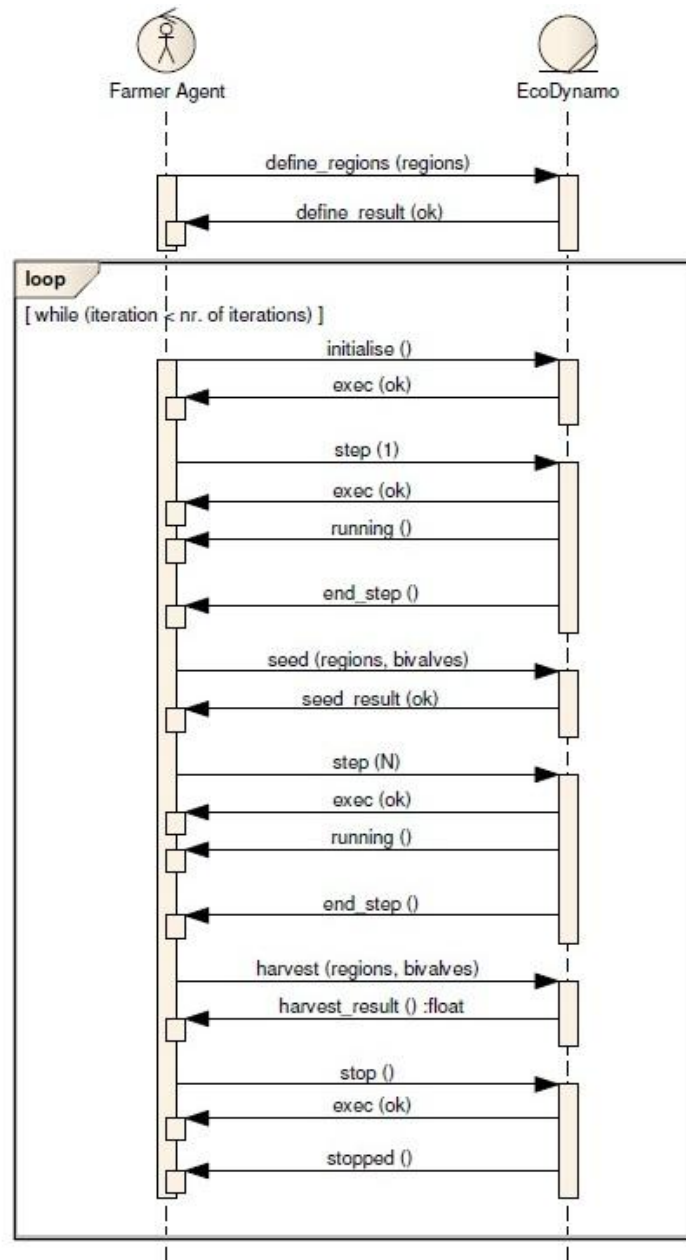 Farmer Agent
EcoDynamo
define_regions (regions)
define_result (ok)
loop
[ while (iteration < nr. of iterations) ]
initialise ()
exec (ok)
step (1)
exec (ok)
running ()
end_step ()
seed (regions, bivalves)
seed_result (ok)
step (N)
exec (ok)
running ()
end_step ()
harvest (regions, bivalves)
harvest_result () :float
stop ()
exec (ok)
stopped ()